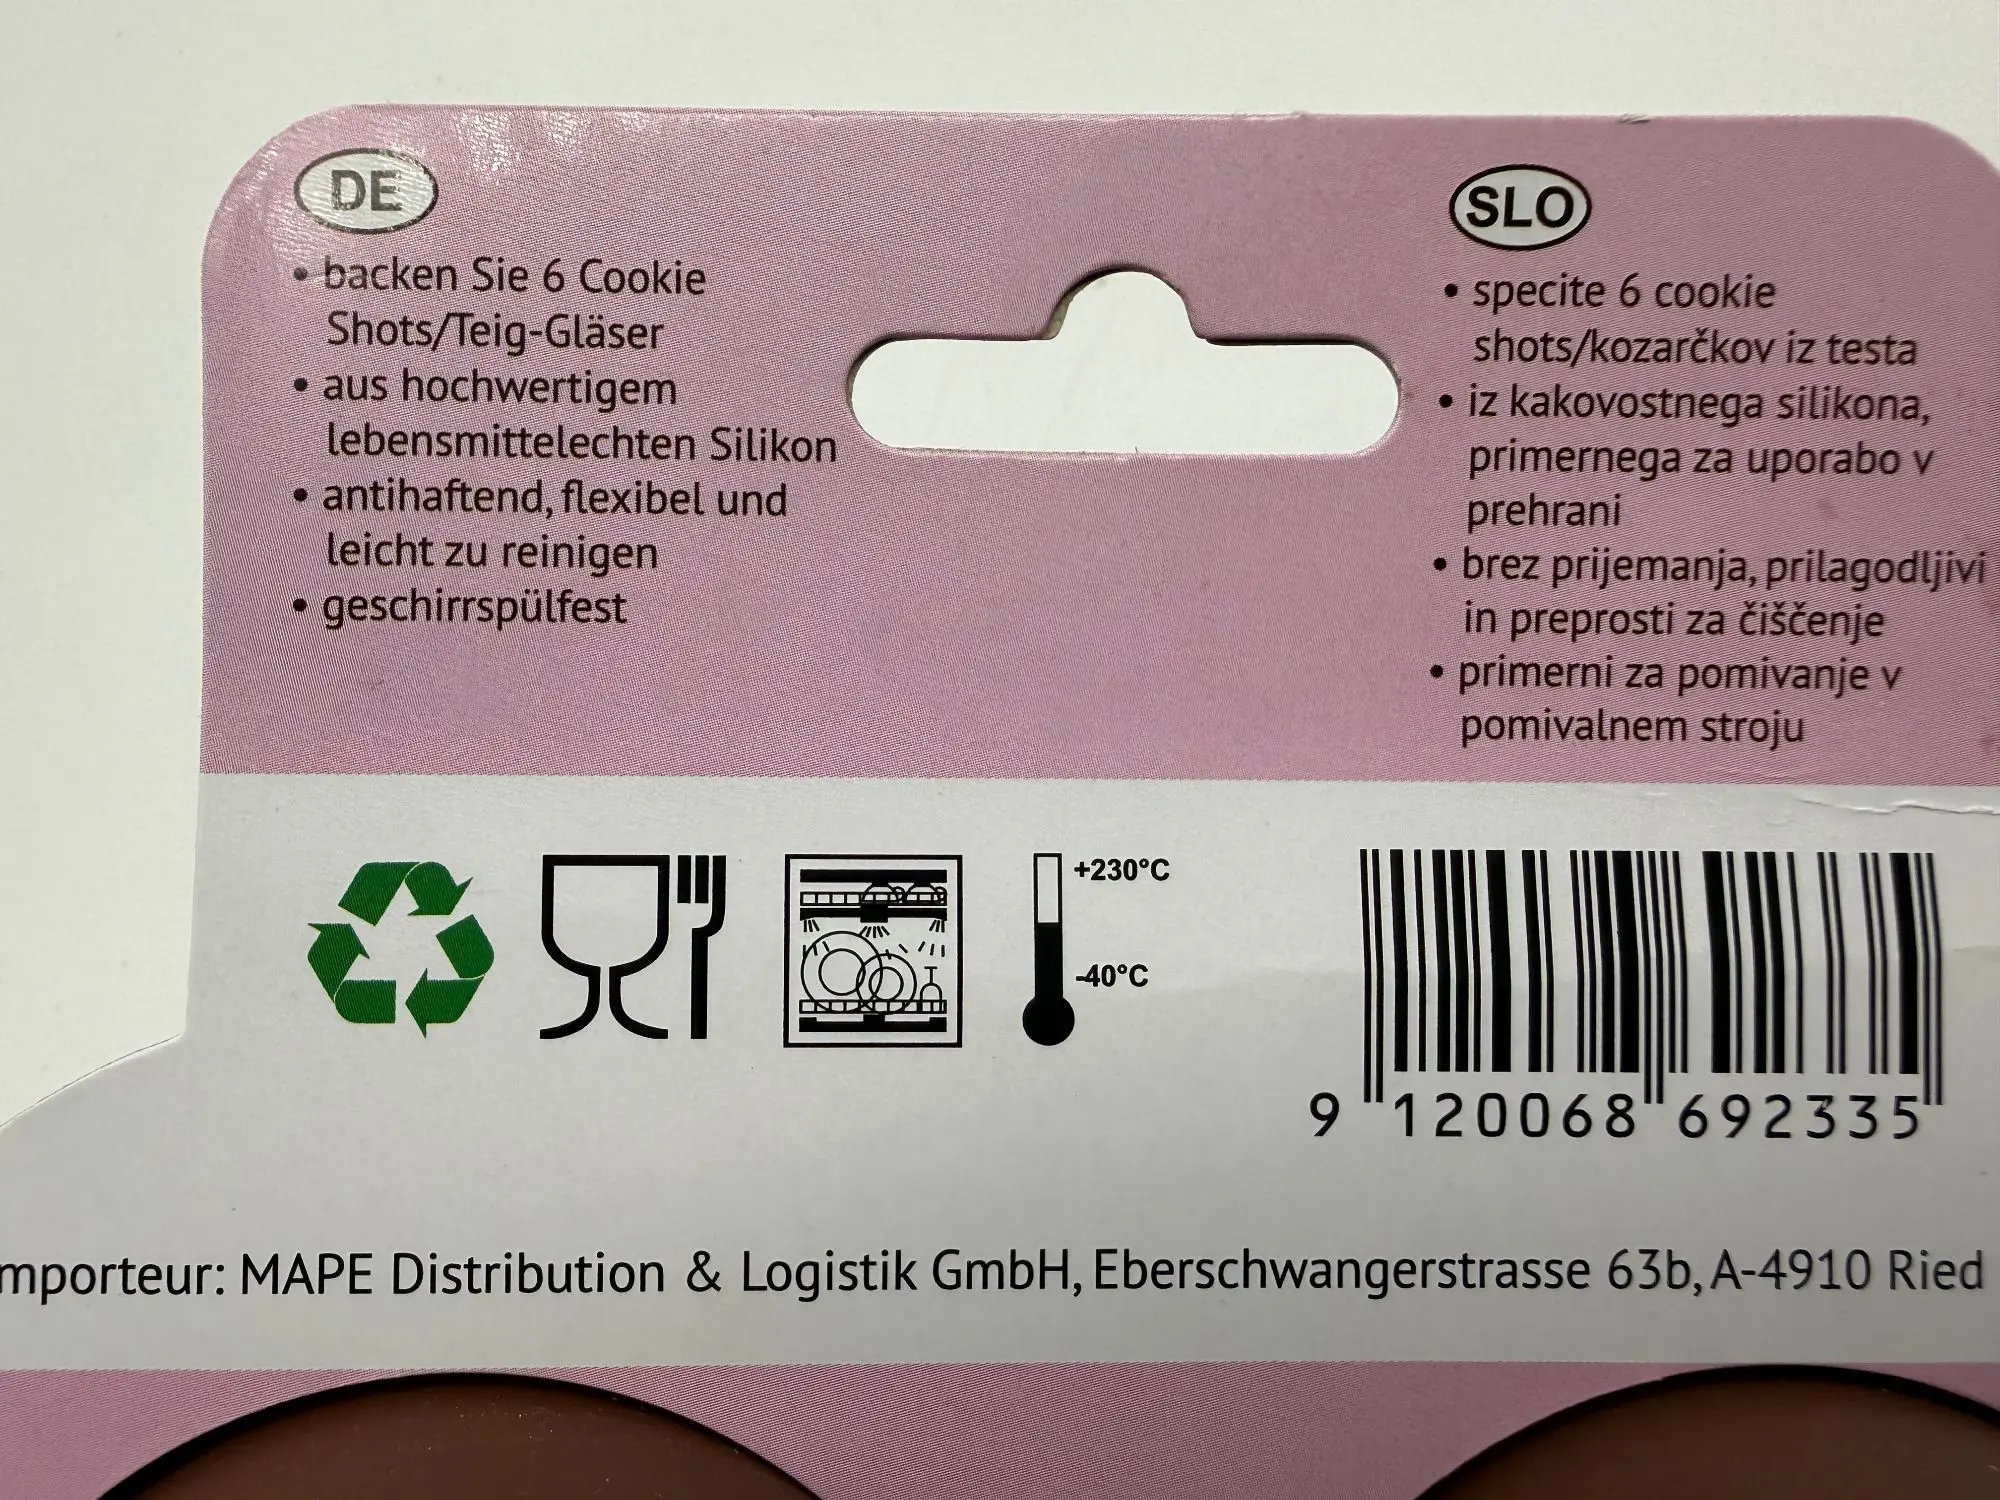 DE
• backen Sie 6 Cookie
Shots/Teig-Gläser
• aus hochwertigem
lebensmittelechten Silikon
• antihaftend, flexibel und
leicht zu reinigen
• geschirrspülfest
SLO
• specite 6 cookie
shots/kozarčkov iz testa
• iz kakovostnega silikona,
primernega za uporabo v
prehrani
• brez prijemanja, prilagodljivi
in preprosti za čiščenje
• primerni za pomivanje v
pomivalnem stroju
+230°C
-40°C
9 120068 692335
mporteur: MAPE Distribution & Logistik GmbH, Eberschwangerstrasse 63b, A-4910 Ried